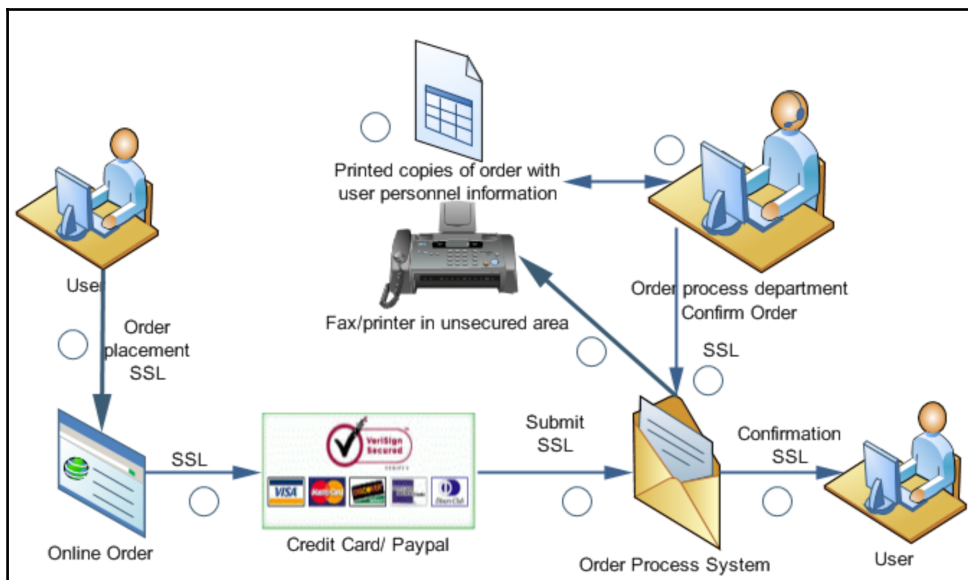 Printed copies of order with
user personnel information
User
Order process department
Confirm Order
Fax/printer in unsecured area
Order
placement
SSL
SSL
Submit
SSL
Confirmation
SSL
SSL
VeriSign
Secured
VISA
MasterCard
DISCOVER
Online Order
Credit Card/ Paypal
Order Process System
User